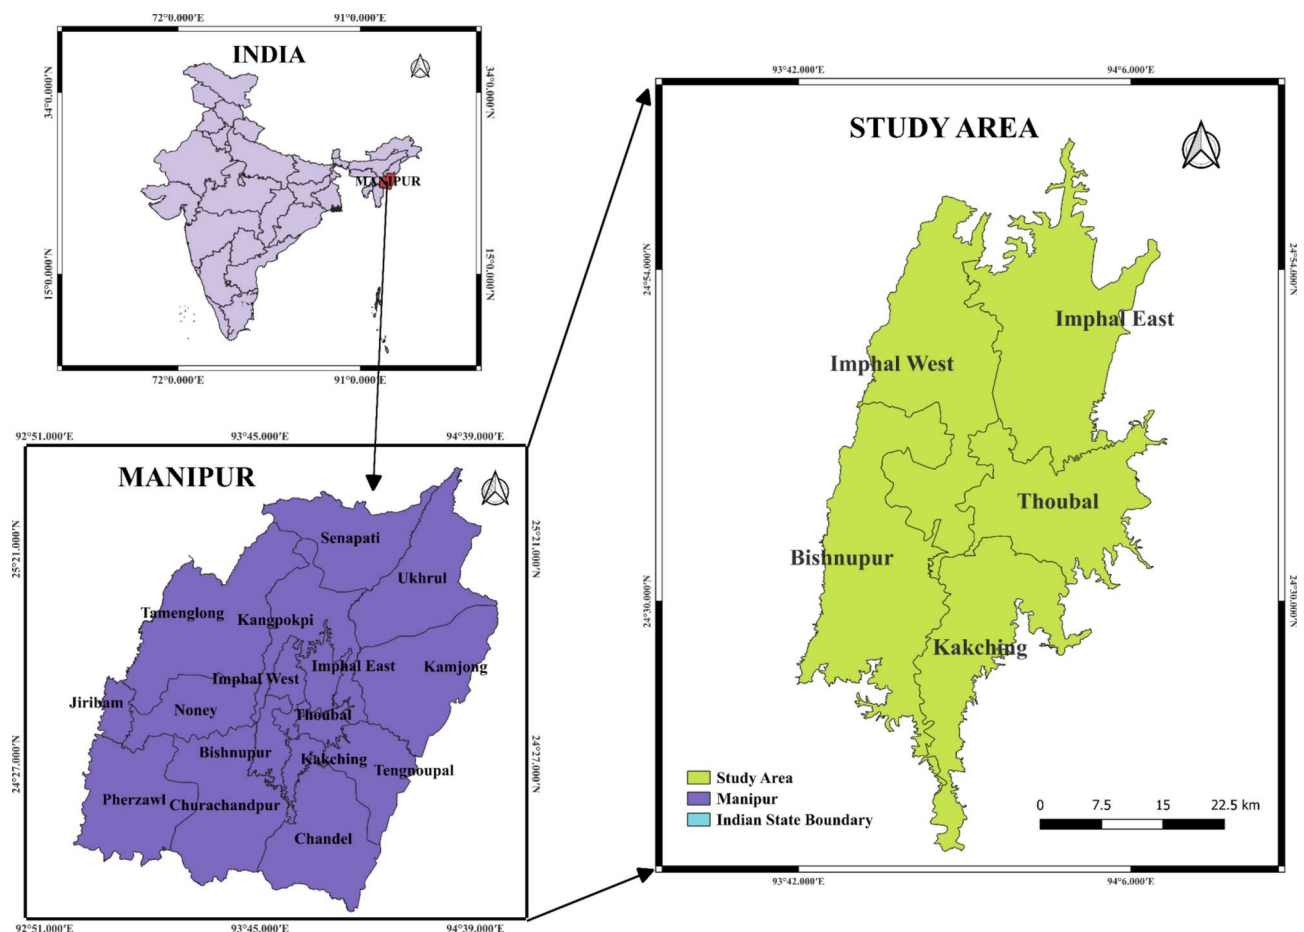 72°0.000′E 91°0.000′E
INDIA
34°0.000′N 34°0.000′N
MANIPUR
15°0.000′N 15°0.000′N
72°0.000′E 91°0.000′E
92°51.000′E 93°45.000′E 94°39.000′E
MANIPUR
25°21.000′N 25°21.000′N
Senapati
Ukhrul
Tamenglong
Kangpokpi
Imphal East
Kamjong
Imphal West
Jiribam
Noney
Thoubal
Bishnupur
Kakching
Tengnoupal
24°27.000′N 24°27.000′N
Pherzawl
Churachandpur
Chandel
92°51.000′E 93°45.000′E 94°39.000′E
93°42.000′E 94°6.000′E
STUDY AREA
24°54.000′N 24°54.000′N
Imphal East
Imphal West
Thoubal
Bishnupur
24°30.000′N 24°30.000′N
Kakching
Study Area
Manipur
Indian State Boundary
0 7.5 15 22.5 km
93°42.000′E 94°6.000′E